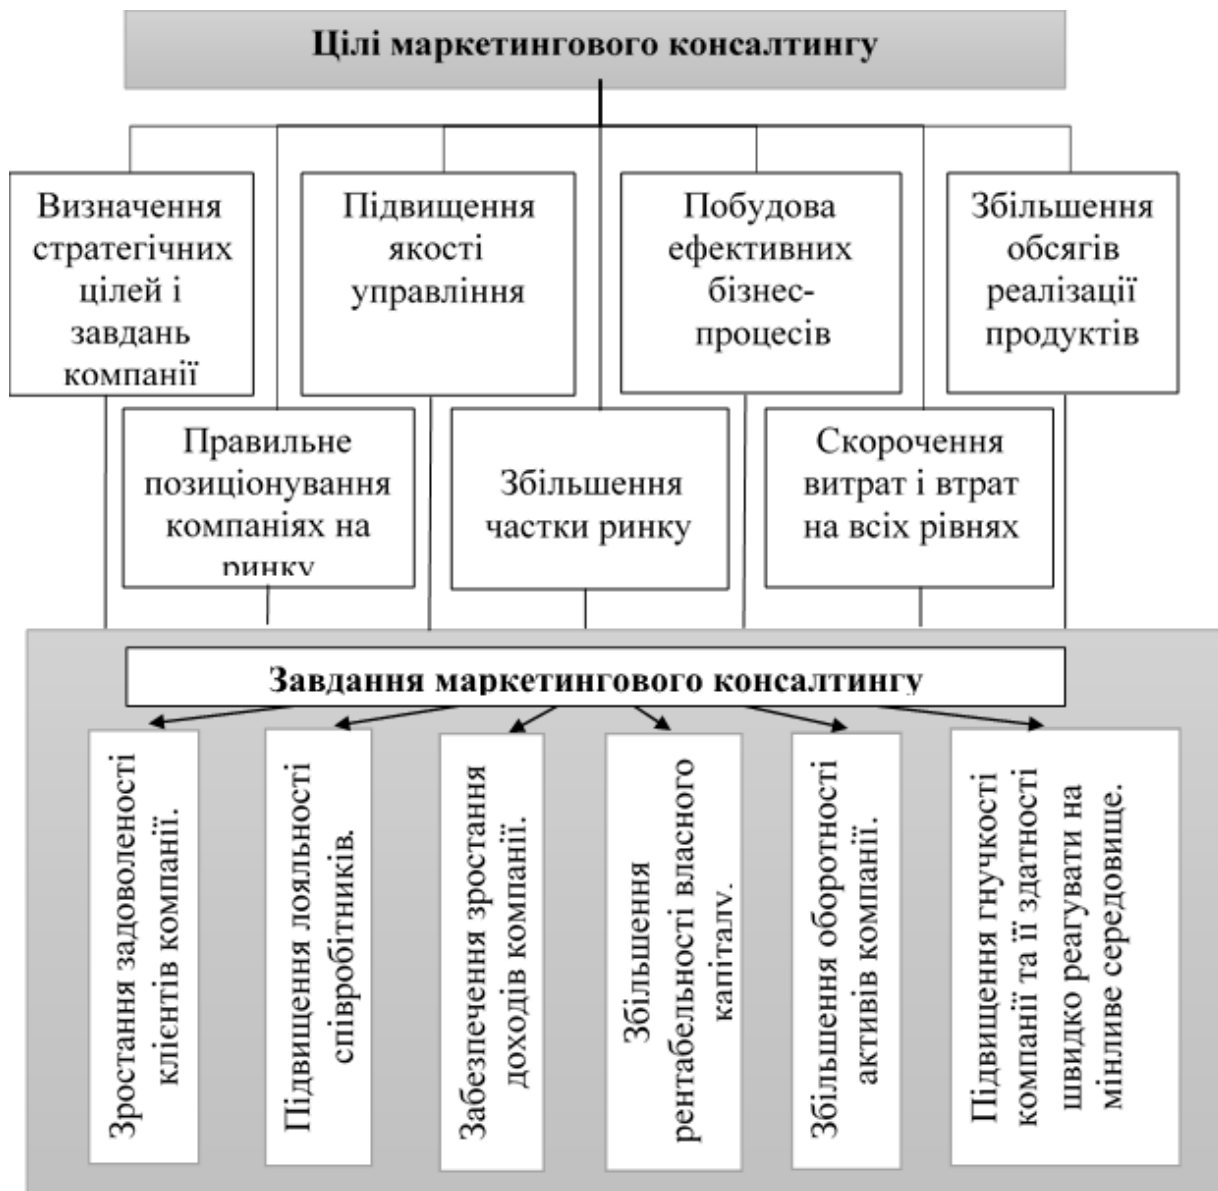 Цілі маркетингового консалтингу
Визначення
стратегічних
цілей і
завдань
компанії
Підвищення
якості
управління
Побудова
ефективних
бізнес-
процесів
Збільшення
обсягів
реалізації
продуктів
Правильне
позиціонування
компаніях на
ринку
Збільшення
частки ринку
Скорочення
витрат і втрат
на всіх рівнях
Завдання маркетингового консалтингу
Зростання задоволеності
клієнтів компанії.
Підвищення лояльності
співробітників.
Забезпечення зростання
доходів компанії.
Збільшення
рентабельності власного
капіталу.
Збільшення оборотності
активів компанії.
Підвищення гнучкості
компанії та її здатності
швидко реагувати на
мінливе середовище.